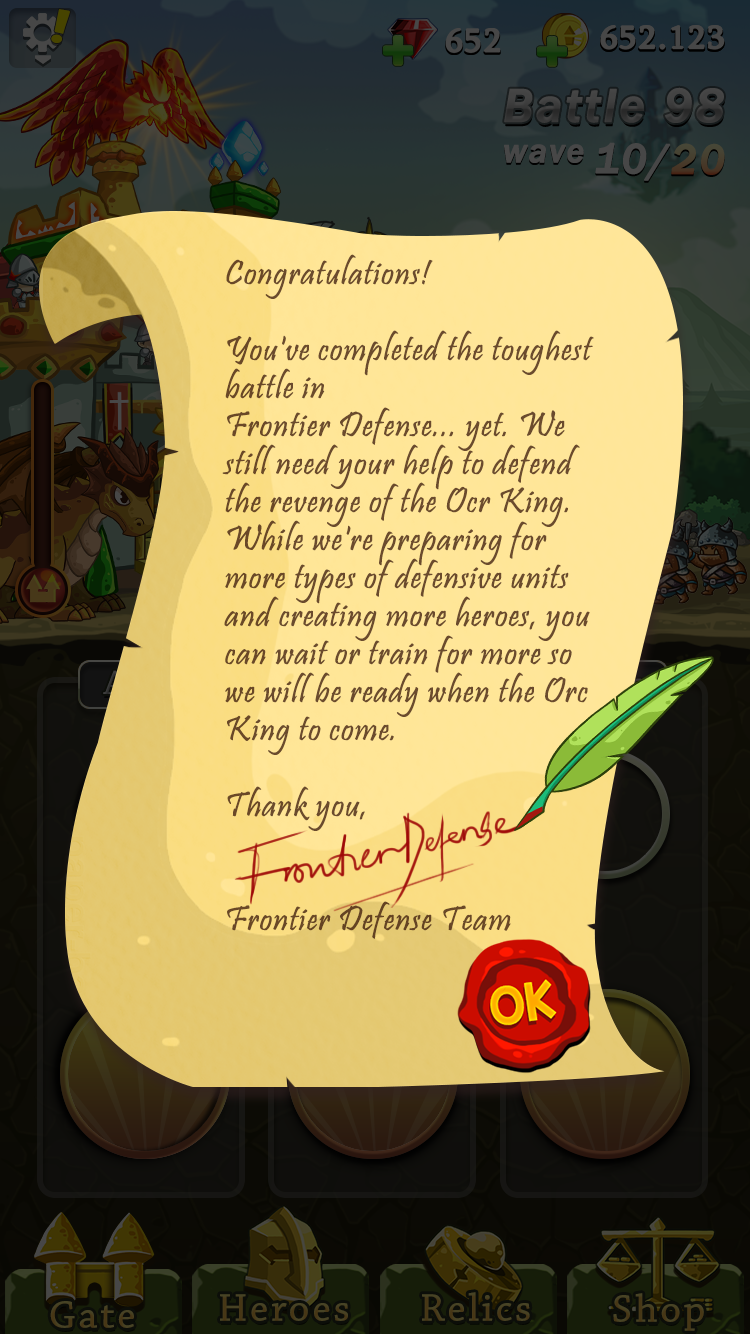 652
652.123
Battle 98
wave 10/20
Congratulations!
You've completed the toughest
battle in
Frontier Defense... yet. We
still need your help to defend
the revenge of the Ocr King.
While we're preparing for
more types of defensive units
and creating more heroes, you
can wait or train for more so
we will be ready when the Orc
King to come.
Thank you,
Frontier Defense
Frontier Defense Team
OK
Gate
Heroes
Relics
Shop